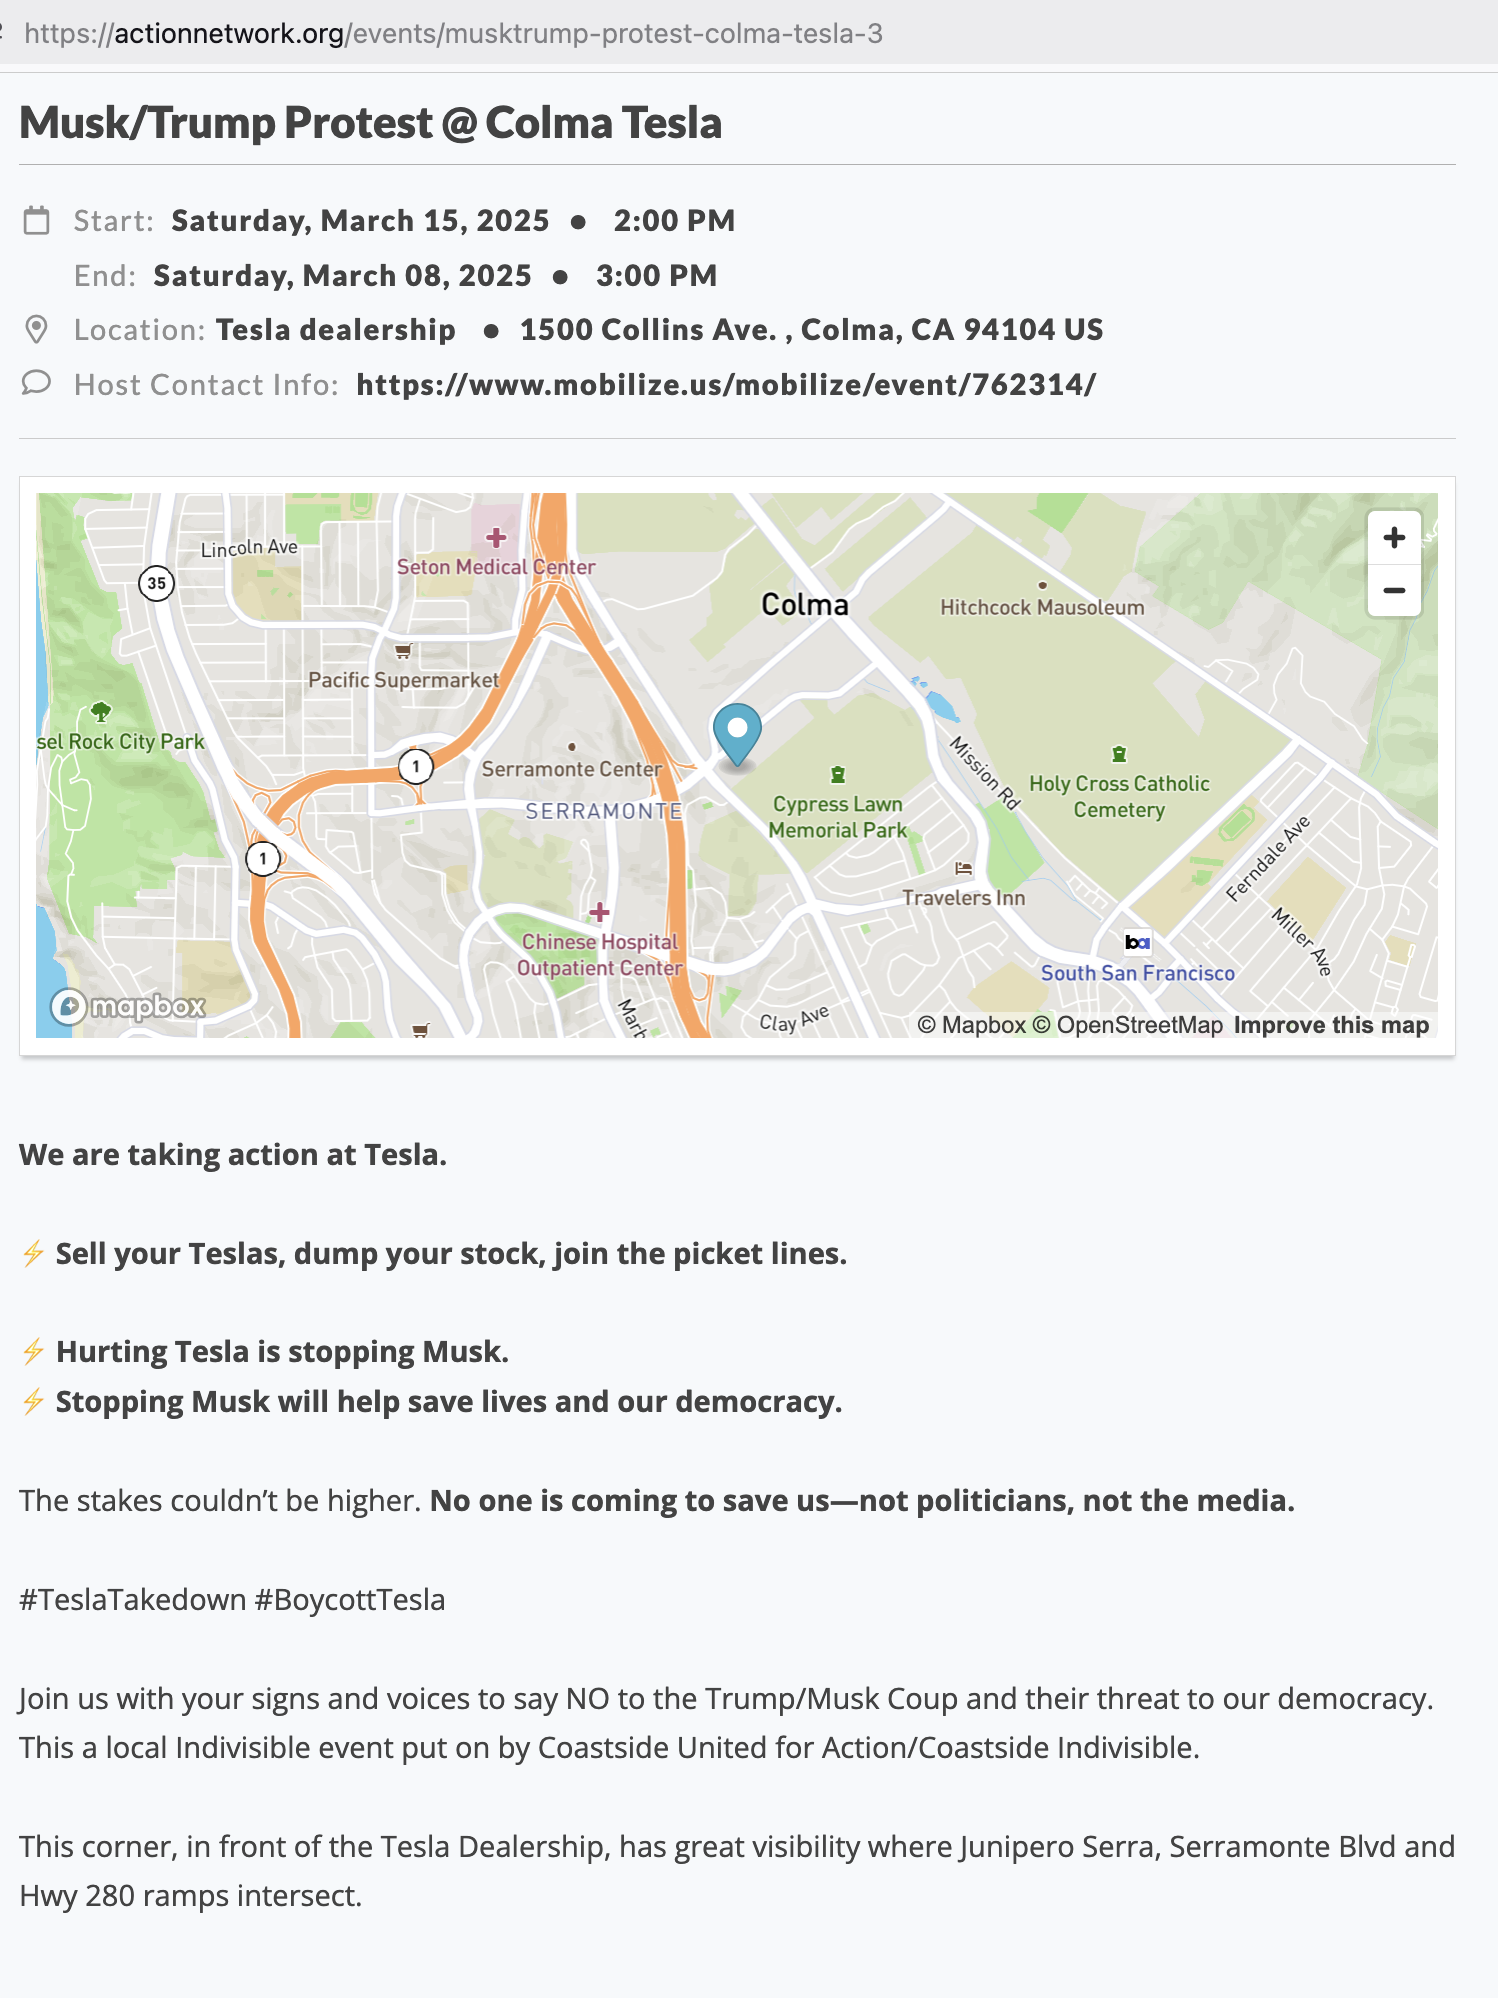 https://actionnetwork.org/events/musktrump-protest-colma-tesla-3
Musk/Trump Protest @ Colma Tesla
Start: Saturday, March 15, 2025 ● 2:00 PM
End: Saturday, March 08, 2025 ● 3:00 PM
Location: Tesla dealership ● 1500 Collins Ave. , Colma, CA 94104 US
Host Contact Info: https://www.mobilize.us/mobilize/event/762314/
Lincoln Ave
35
Seton Medical Center
Colma
Hitchcock Mausoleum
+
−
Pacific Supermarket
sel Rock City Park
1
Serramonte Center
SERRAMONTE
Mission Rd
Cypress Lawn
Memorial Park
Holy Cross Catholic
Cemetery
1
Ferndale Ave
Travelers Inn
Miller Ave
Chinese Hospital
Outpatient Center
ba
South San Francisco
Marb
Clay Ave
mapbox
© Mapbox © OpenStreetMap Improve this map
We are taking action at Tesla.
⚡ Sell your Teslas, dump your stock, join the picket lines.
⚡ Hurting Tesla is stopping Musk.
⚡ Stopping Musk will help save lives and our democracy.
The stakes couldn’t be higher. No one is coming to save us—not politicians, not the media.
#TeslaTakedown #BoycottTesla
Join us with your signs and voices to say NO to the Trump/Musk Coup and their threat to our democracy.
This a local Indivisible event put on by Coastside United for Action/Coastside Indivisible.
This corner, in front of the Tesla Dealership, has great visibility where Junipero Serra, Serramonte Blvd and
Hwy 280 ramps intersect.